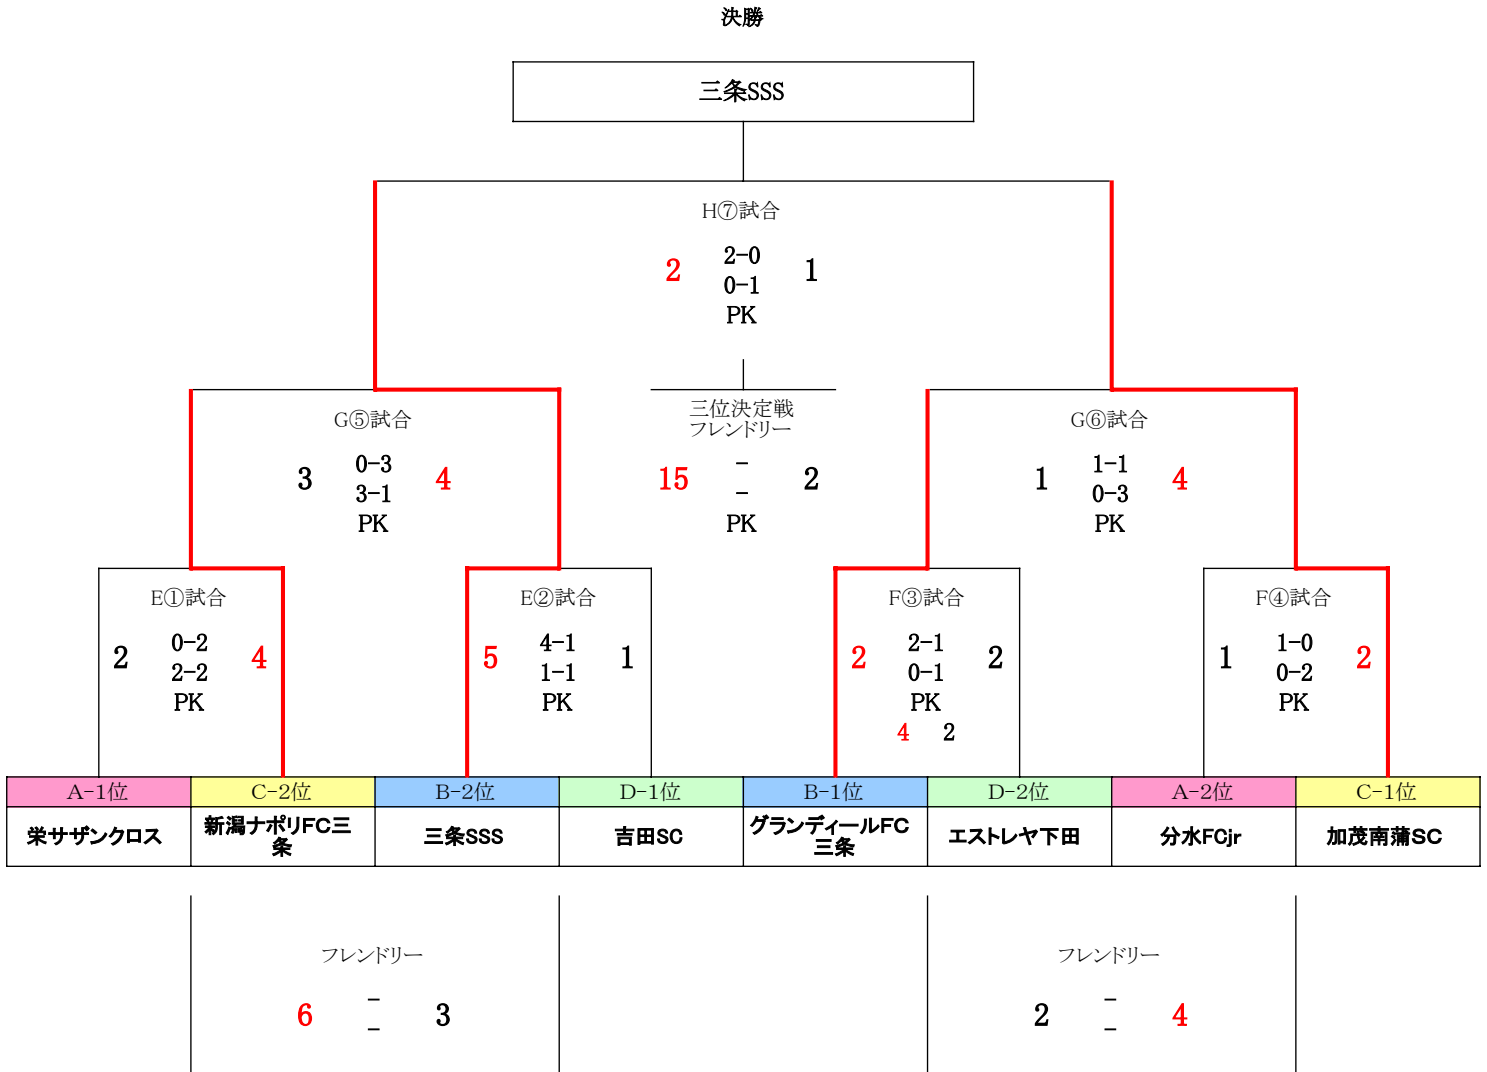 決勝
三条SSS
H⑦試合
2 2-0 1
0-1
PK
G⑤試合
三位決定戦
フレンドリー
G⑥試合
3 0-3 4
3-1
PK
15 - 2
-
PK
1 1-1 4
0-3
PK
E①試合
E②試合
F③試合
F④試合
2 0-2 4
2-2
PK
5 4-1 1
1-1
PK
2 2-1 2
0-1
PK
4 2
1 1-0 2
0-2
PK
A-1位 C-2位 B-2位 D-1位 B-1位 D-2位 A-2位 C-1位
栄サザンクロス
新潟ナポリFC三
条
三条SSS
吉田SC
グランディールFC
三条
エストレヤ下田
分水FCjr
加茂南蒲SC
フレンドリー
6 - 3
-
フレンドリー
2 - 4
-